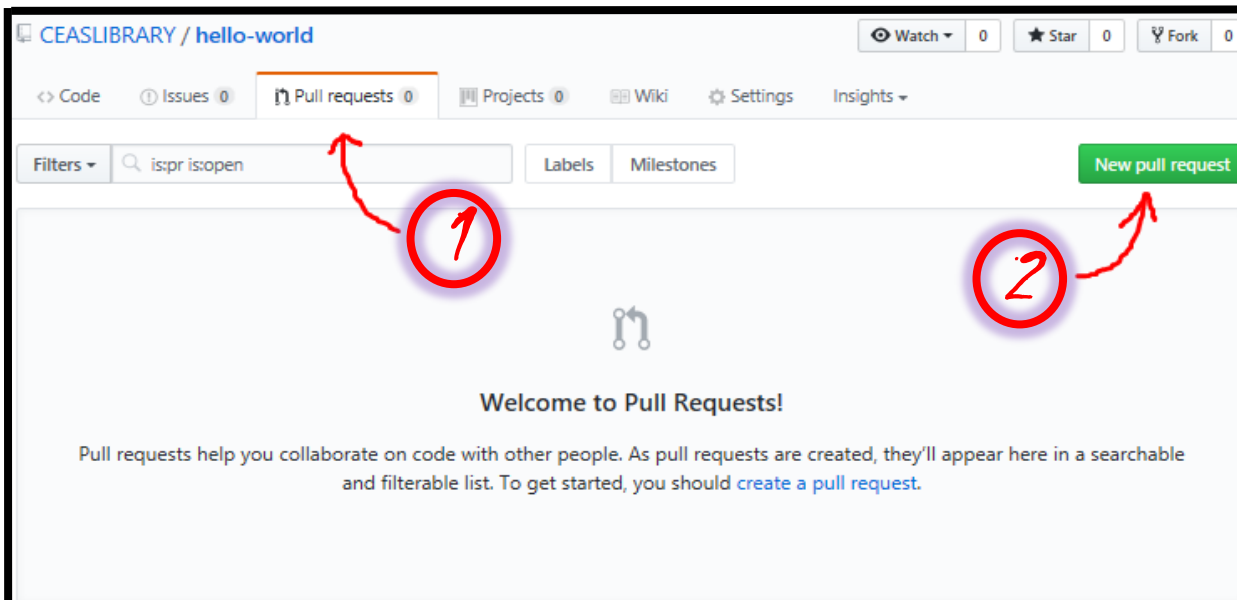 CEASLIBRARY / hello-world
Watch 0 Star 0 Fork 0
Code Issues 0 Pull requests 0 Projects 0 Wiki Settings Insights
Filters is:pr is:open Labels Milestones New pull request
1
2
Welcome to Pull Requests!
Pull requests help you collaborate on code with other people. As pull requests are created, they'll appear here in a searchable
and filterable list. To get started, you should create a pull request.